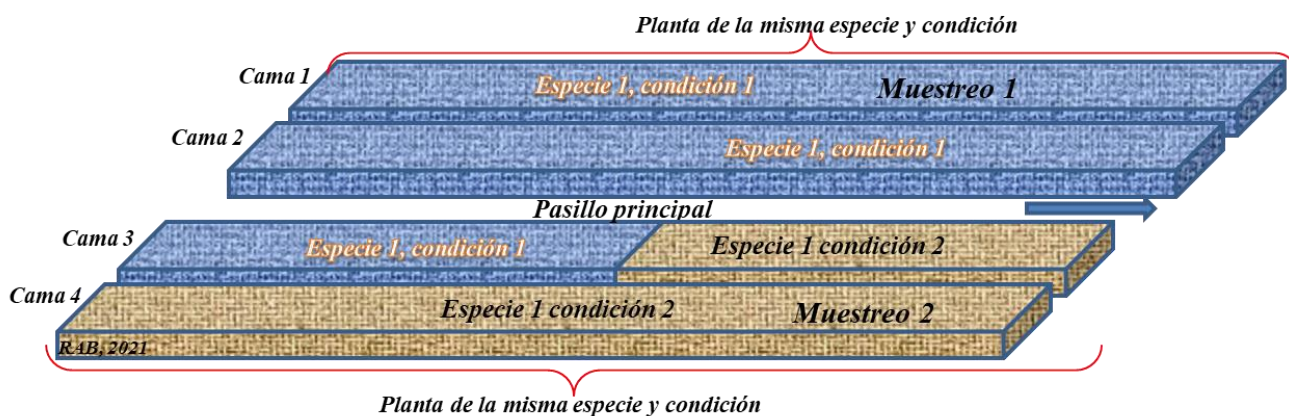 Planta de la misma especie y condición
Cama 1
Especie 1, condición 1
Muestreo 1
Cama 2
Especie 1, condición 1
Pasillo principal
Cama 3
Especie 1, condición 1
Especie 1 condición 2
Cama 4
Especie 1 condición 2
Muestreo 2
RAB, 2021
Planta de la misma especie y condición